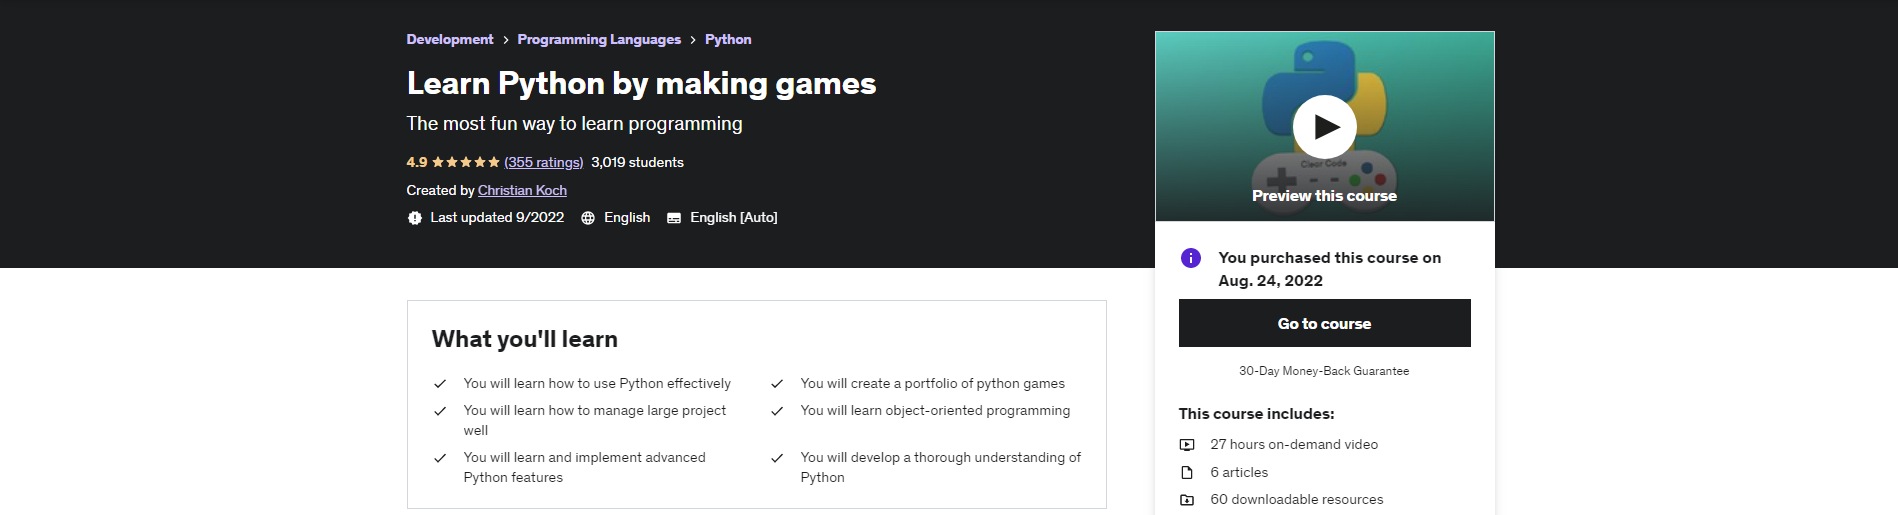 Development > Programming Languages > Python
Learn Python by making games
The most fun way to learn programming
4.9 (355 ratings) 3,019 students
Created by Christian Koch
Last updated 9/2022 English English [Auto]
Clear Code
Preview this course
You purchased this course on
Aug. 24, 2022
Go to course
30-Day Money-Back Guarantee
This course includes:
27 hours on-demand video
6 articles
60 downloadable resources
What you'll learn
You will learn how to use Python effectively
You will create a portfolio of python games
You will learn how to manage large project
well
You will learn object-oriented programming
You will learn and implement advanced
Python features
You will develop a thorough understanding of
Python